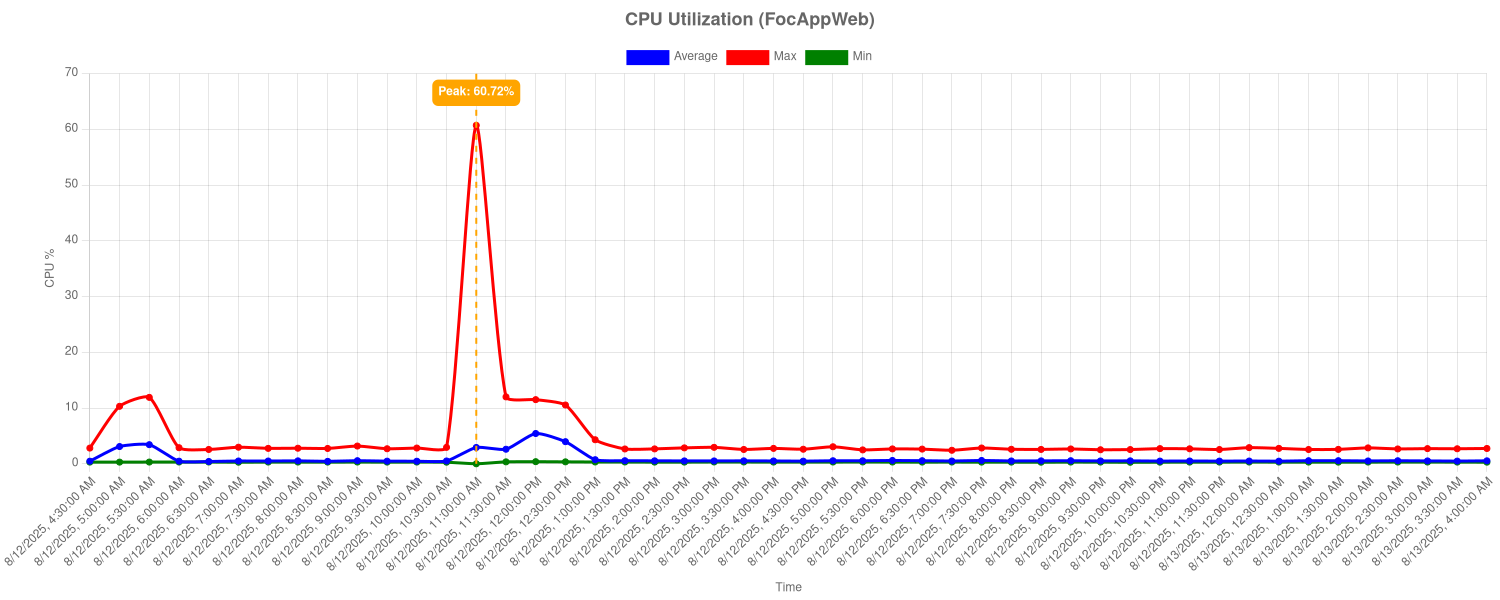 CPU Utilization (FocAppWeb)
Average Max Min
70
Peak: 60.72%
60
50
40
CPU %
30
20
10
0
8/12/2025, 4:30:00 AM
8/12/2025, 5:00:00 AM
8/12/2025, 5:30:00 AM
8/12/2025, 6:00:00 AM
8/12/2025, 6:30:00 AM
8/12/2025, 7:00:00 AM
8/12/2025, 7:30:00 AM
8/12/2025, 8:00:00 AM
8/12/2025, 8:30:00 AM
8/12/2025, 9:00:00 AM
8/12/2025, 9:30:00 AM
8/12/2025, 10:00:00 AM
8/12/2025, 10:30:00 AM
8/12/2025, 11:00:00 AM
8/12/2025, 11:30:00 AM
8/12/2025, 12:00:00 PM
8/12/2025, 12:30:00 PM
8/12/2025, 1:00:00 PM
8/12/2025, 1:30:00 PM
8/12/2025, 2:00:00 PM
8/12/2025, 2:30:00 PM
8/12/2025, 3:00:00 PM
8/12/2025, 3:30:00 PM
8/12/2025, 4:00:00 PM
8/12/2025, 4:30:00 PM
8/12/2025, 5:00:00 PM
8/12/2025, 5:30:00 PM
8/12/2025, 6:00:00 PM
8/12/2025, 6:30:00 PM
8/12/2025, 7:00:00 PM
8/12/2025, 7:30:00 PM
8/12/2025, 8:00:00 PM
8/12/2025, 8:30:00 PM
8/12/2025, 9:00:00 PM
8/12/2025, 9:30:00 PM
8/12/2025, 10:00:00 PM
8/12/2025, 10:30:00 PM
8/12/2025, 11:00:00 PM
8/12/2025, 11:30:00 PM
8/13/2025, 12:00:00 AM
8/13/2025, 12:30:00 AM
8/13/2025, 1:00:00 AM
8/13/2025, 1:30:00 AM
8/13/2025, 2:00:00 AM
8/13/2025, 2:30:00 AM
8/13/2025, 3:00:00 AM
8/13/2025, 3:30:00 AM
8/13/2025, 4:00:00 AM
Time